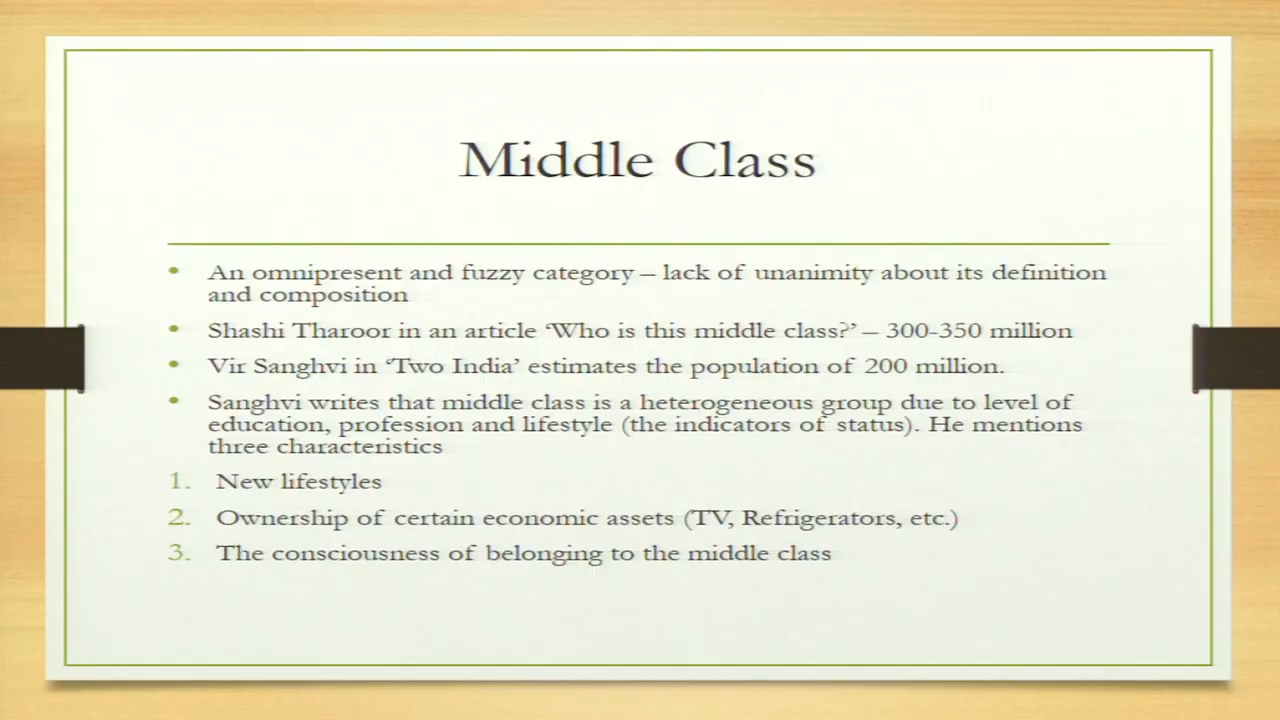 Middle Class
• An omnipresent and fuzzy category – lack of unanimity about its definition
and composition
• Shashi Tharoor in an article ‘Who is this middle class?’ – 300-350 million
• Vir Sanghvi in ‘Two India’ estimates the population of 200 million.
• Sanghvi writes that middle class is a heterogeneous group due to level of
education, profession and lifestyle (the indicators of status). He mentions
three characteristics
1. New lifestyles
2. Ownership of certain economic assets (TV, Refrigerators, etc.)
3. The consciousness of belonging to the middle class